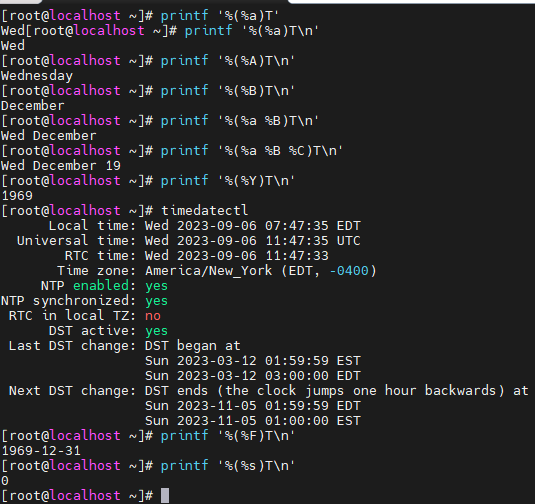 [root@localhost ~]# printf '%(%a)T'
Wed[root@localhost ~]# printf '%(%a)T\n'
Wed
[root@localhost ~]# printf '%(%A)T\n'
Wednesday
[root@localhost ~]# printf '%(%B)T\n'
December
[root@localhost ~]# printf '%(%a %B)T\n'
Wed December
[root@localhost ~]# printf '%(%a %B %C)T\n'
Wed December 19
[root@localhost ~]# printf '%(%Y)T\n'
1969
[root@localhost ~]# timedatectl
      Local time: Wed 2023-09-06 07:47:35 EDT
  Universal time: Wed 2023-09-06 11:47:35 UTC
        RTC time: Wed 2023-09-06 11:47:33
       Time zone: America/New_York (EDT, -0400)
     NTP enabled: yes
NTP synchronized: yes
 RTC in local TZ: no
      DST active: yes
 Last DST change: DST began at
                  Sun 2023-03-12 01:59:59 EST
                  Sun 2023-03-12 03:00:00 EDT
 Next DST change: DST ends (the clock jumps one hour backwards) at
                  Sun 2023-11-05 01:59:59 EDT
                  Sun 2023-11-05 01:00:00 EST
[root@localhost ~]# printf '%(%F)T\n'
1969-12-31
[root@localhost ~]# printf '%(%s)T\n'
0
[root@localhost ~]#